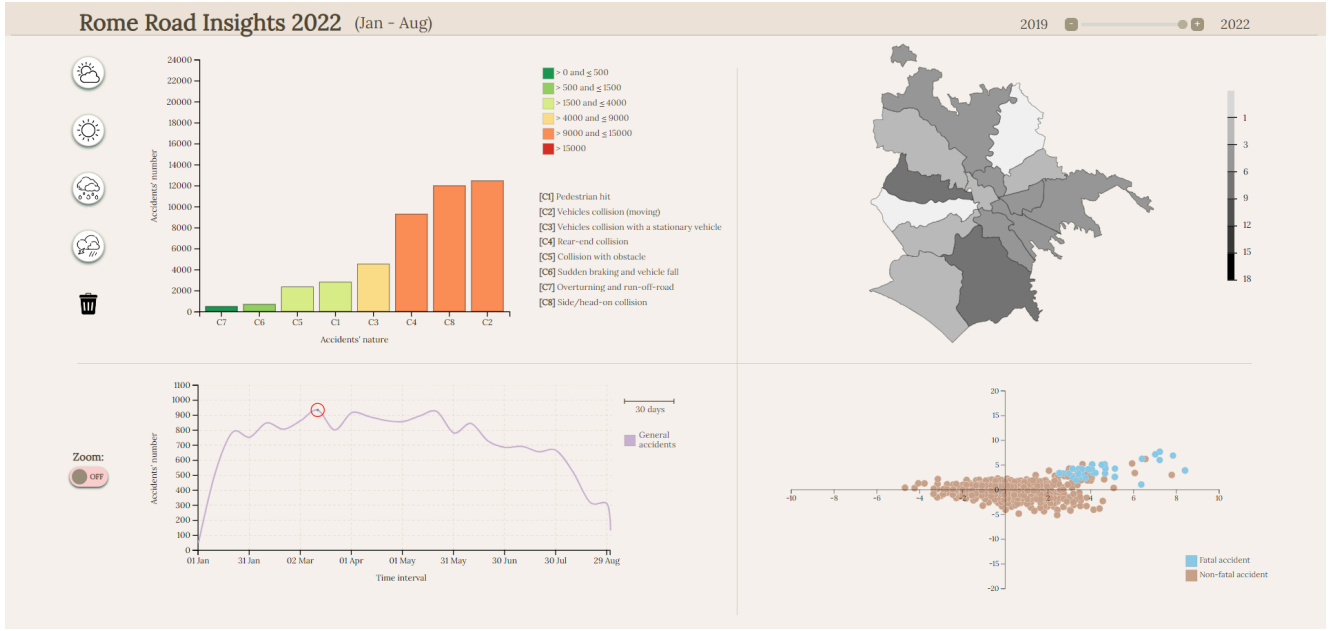 Rome Road Insights 2022 (Jan - Aug)
2019 - + 2022
24000
22000
20000
18000
16000
14000
12000
10000
8000
6000
4000
2000
0
Accidents' number
C7 C6 C5 C1 C3 C4 C8 C2
Accidents' nature
> 0 and ≤ 500
> 500 and ≤ 1500
> 1500 and ≤ 4000
> 4000 and ≤ 9000
> 9000 and ≤ 15000
> 15000
[C1] Pedestrian hit
[C2] Vehicles collision (moving)
[C3] Vehicles collision with a stationary vehicle
[C4] Rear-end collision
[C5] Collision with obstacle
[C6] Sudden braking and vehicle fall
[C7] Overturning and run-off-road
[C8] Side/head-on collision
1
3
6
9
12
15
18
Zoom:
OFF
1100
1000
900
800
700
600
500
400
300
200
100
0
Accidents' number
01 Jan 31 Jan 02 Mar 01 Apr 01 May 31 May 30 Jun 30 Jul 29 Aug
Time interval
30 days
General
accidents
20
15
10
5
0
-5
-10
-15
-20
-10 -8 -6 -4 -2 2 4 6 8 10
Fatal accident
Non-fatal accident